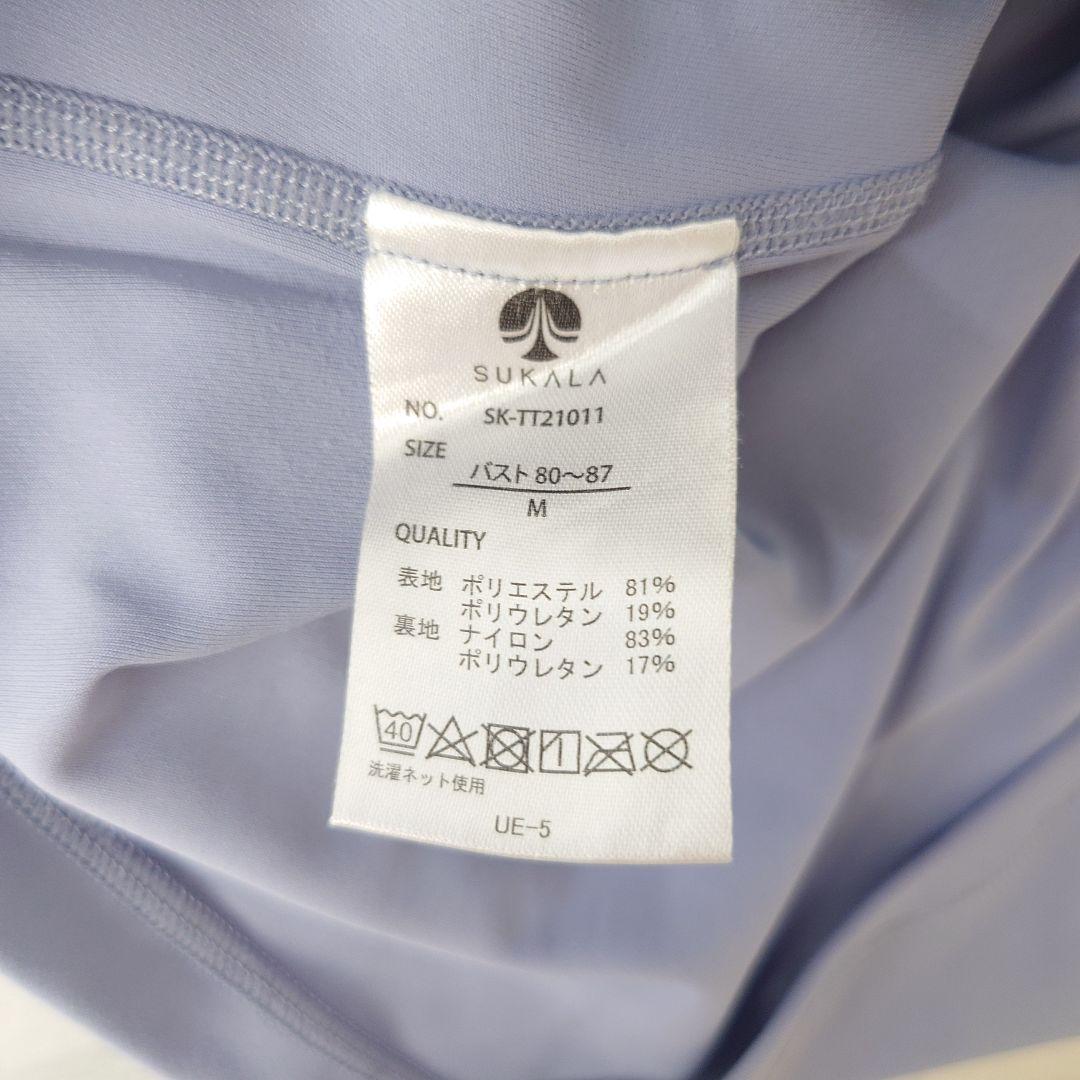 SUKALA
NO. SK-TT21011
SIZE
バスト 80～87
M
QUALITY
表地 ポリエステル 81%
ポリウレタン 19%
裏地 ナイロン 83%
ポリウレタン 17%
40
洗濯ネット使用
UE-5